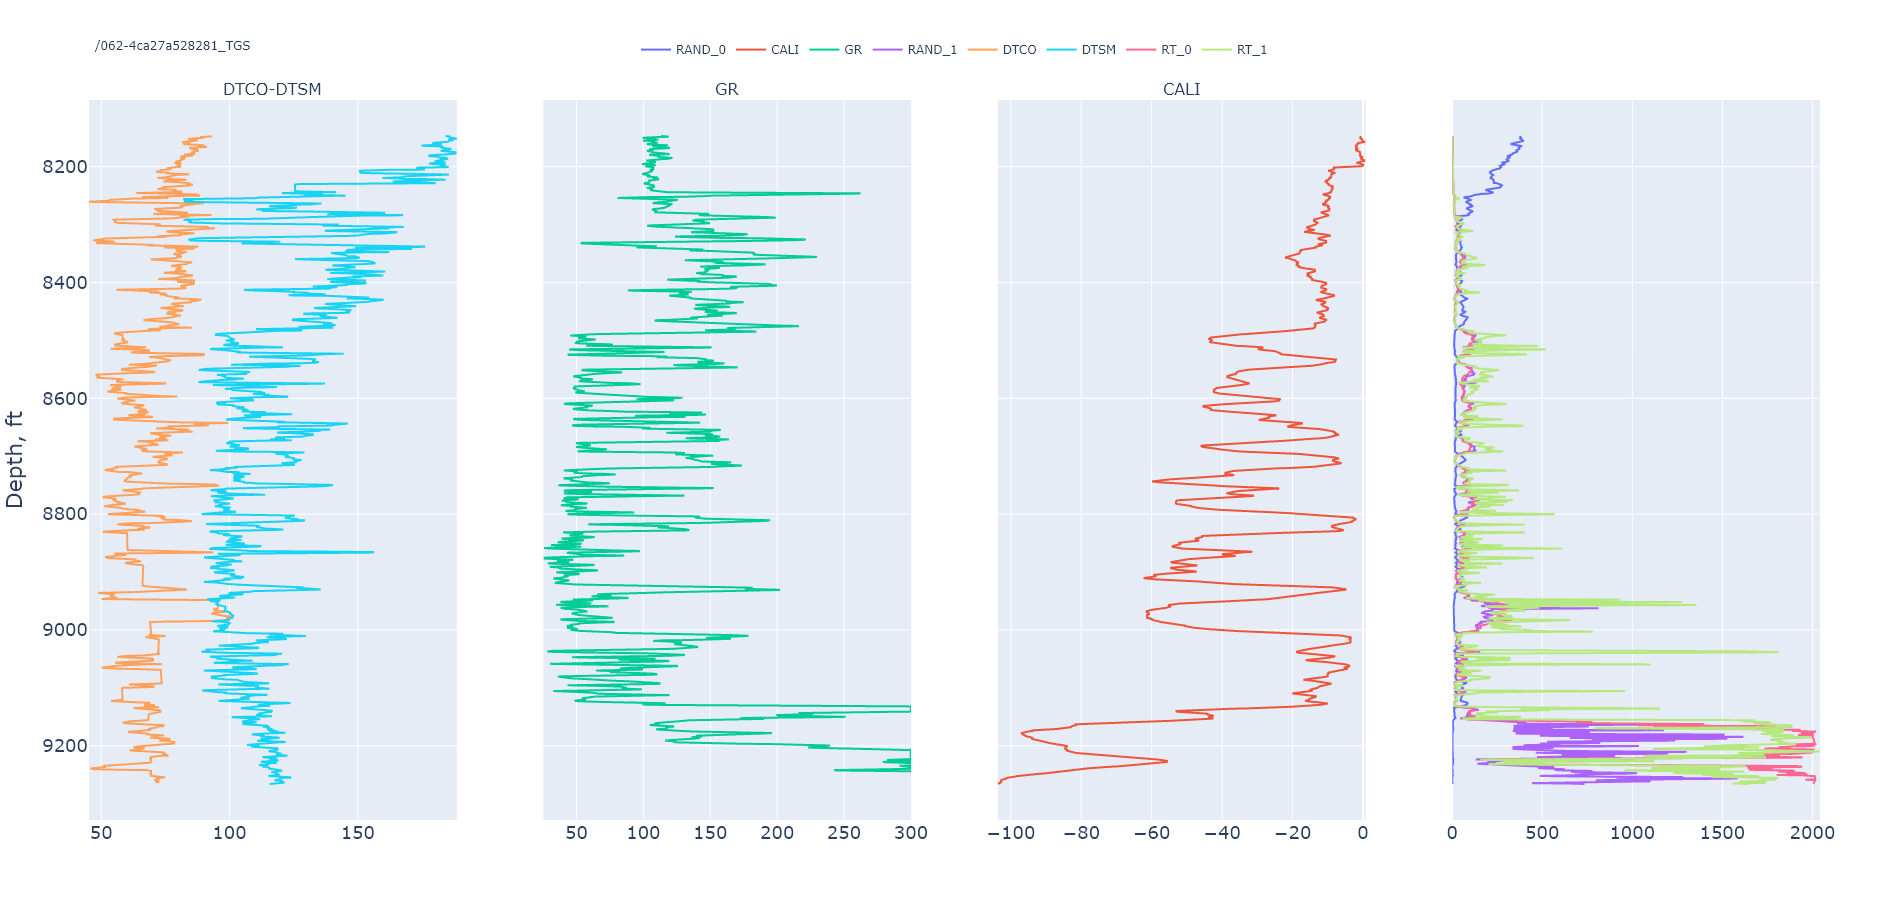 /062-4ca27a528281_TGS
RAND_0 CALI GR RAND_1 DTCO DTSM RT_0 RT_1
DTCO-DTSM GR CALI
Depth, ft
8200
8400
8600
8800
9000
9200
50 100 150
50 100 150 200 250 300
−100 −80 −60 −40 −20 0
0 500 1000 1500 2000